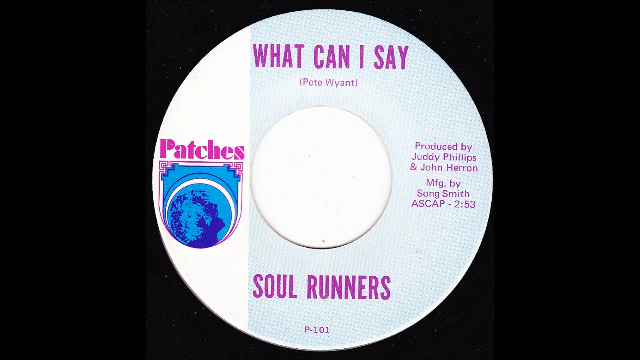 WHAT CAN I SAY
(Pete Wyant)
Patches
Produced by
Juddy Phillips
& John Herron
Mfg. by
Song Smith
ASCAP - 2:53
SOUL RUNNERS
P-101